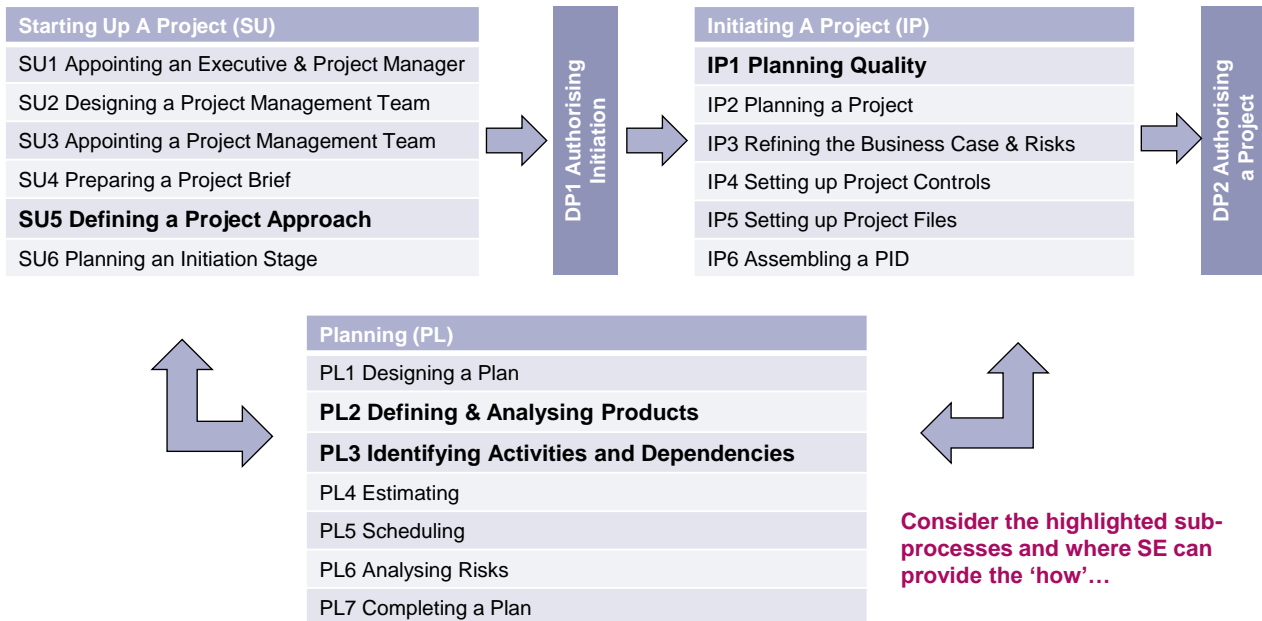 Starting Up A Project (SU)
SU1 Appointing an Executive & Project Manager
SU2 Designing a Project Management Team
SU3 Appointing a Project Management Team
SU4 Preparing a Project Brief
SU5 Defining a Project Approach
SU6 Planning an Initiation Stage
DP1 Authorising
Initiation
Initiating A Project (IP)
IP1 Planning Quality
IP2 Planning a Project
IP3 Refining the Business Case & Risks
IP4 Setting up Project Controls
IP5 Setting up Project Files
IP6 Assembling a PID
DP2 Authorising
a Project
Planning (PL)
PL1 Designing a Plan
PL2 Defining & Analysing Products
PL3 Identifying Activities and Dependencies
PL4 Estimating
PL5 Scheduling
PL6 Analysing Risks
PL7 Completing a Plan
Consider the highlighted sub-
processes and where SE can
provide the ‘how’…